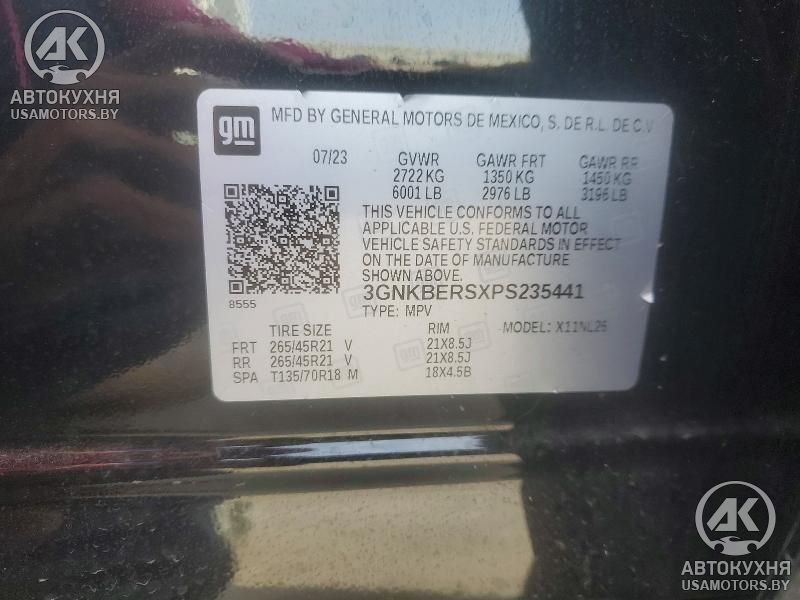 AK
АВТОКУХНЯ
USAMOTORS.BY
gm
MFD BY GENERAL MOTORS DE MEXICO, S. DE R.L. DE C.V
07/23 GVWR GAWR FRT GAWR RR
2722 KG 1350 KG 1450 KG
6001 LB 2976 LB 3196 LB
THIS VEHICLE CONFORMS TO ALL
APPLICABLE U.S. FEDERAL MOTOR
VEHICLE SAFETY STANDARDS IN EFFECT
ON THE DATE OF MANUFACTURE
SHOWN ABOVE.
8555
3GNKBERSXPS235441
TYPE: MPV
TIRE SIZE RIM MODEL: X11NL26
FRT 265/45R21 V 21X8.5J
RR 265/45R21 V 21X8.5J
SPA T135/70R18 M 18X4.5B
AK
АВТОКУХНЯ
USAMOTORS.BY